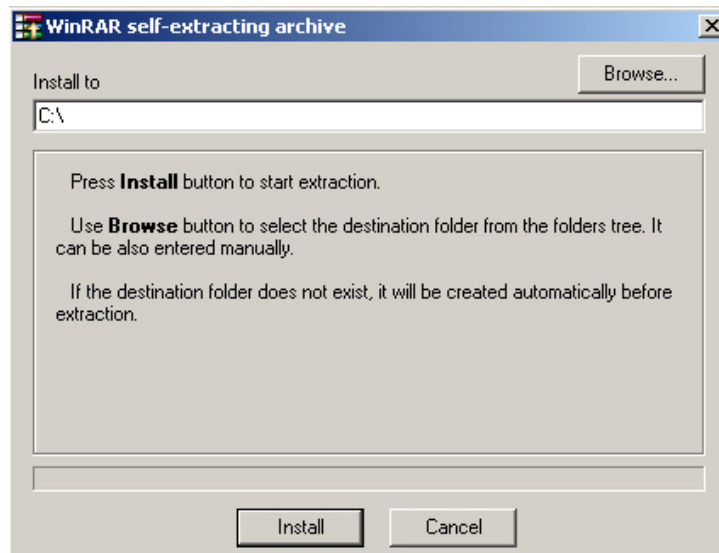 WinRAR self-extracting archive
Browse...
Install to
C:\
Press Install button to start extraction.
Use Browse button to select the destination folder from the folders tree. It
can be also entered manually.
If the destination folder does not exist, it will be created automatically before
extraction.
Install
Cancel